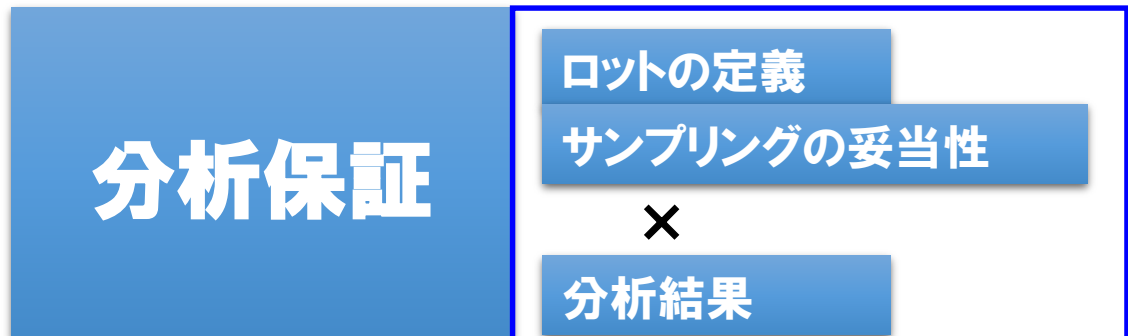 分析保証
ロットの定義
サンプリングの妥当性
×
分析結果